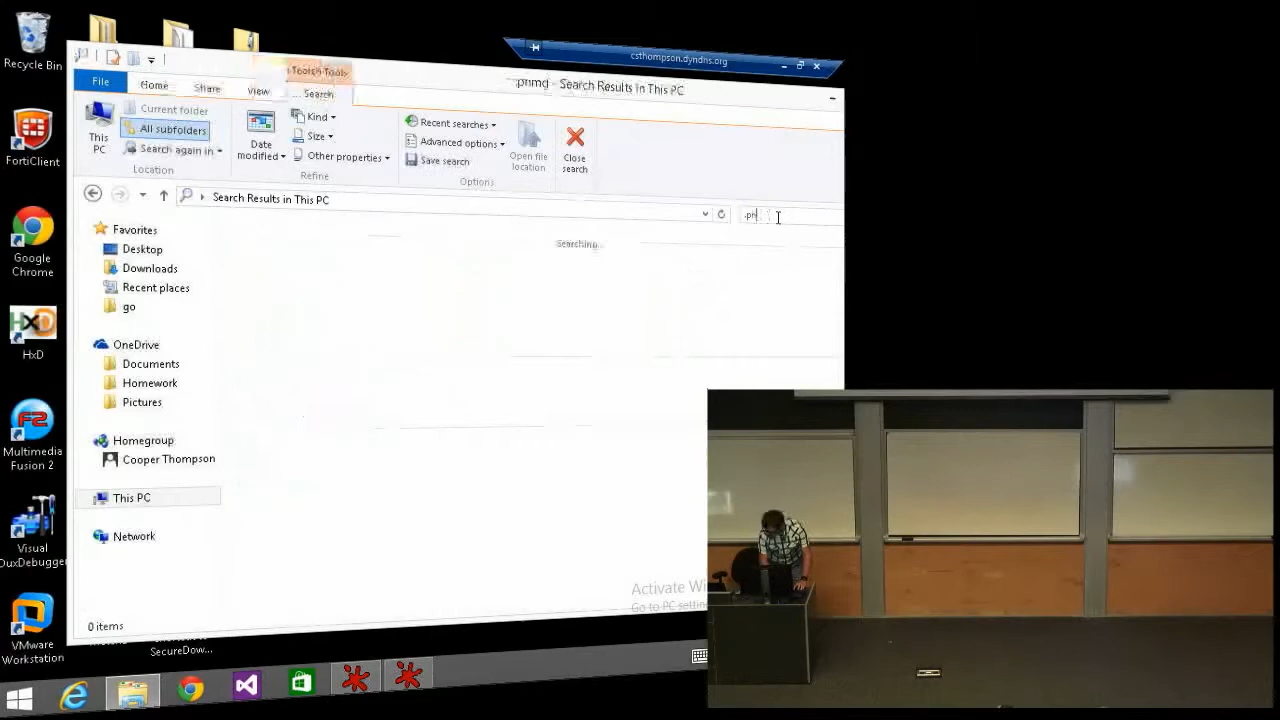 Recycle Bin
FortiClient
Google
Chrome
HxD
Multimedia
Fusion 2
Visual
DuxDebugger
VMware
Workstation
csthompson.dyndns.org
- Search Results in This PC
File
Home
Share
View
Search
This
PC
Current folder
All subfolders
Search again in
Location
Date
modified
Kind
Size
Other properties
Refine
Recent searches
Advanced options
Save search
Options
Open file
location
Close
search
Search Results in This PC
Searching...
Favorites
Desktop
Downloads
Recent places
go
OneDrive
Documents
Homework
Pictures
Homegroup
Cooper Thompson
This PC
Network
0 items
Activate Wi
Go to PC settin
SecureDow...